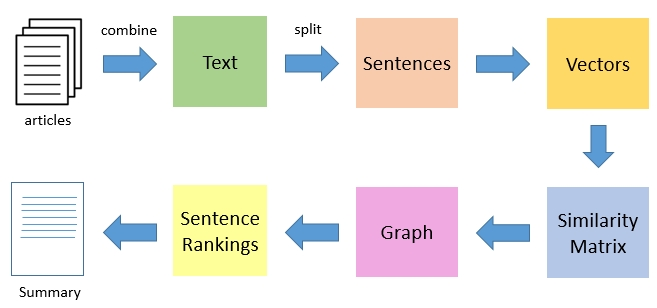 combine
split
Text
Sentences
Vectors
articles
Similarity
Matrix
Graph
Sentence
Rankings
Summary